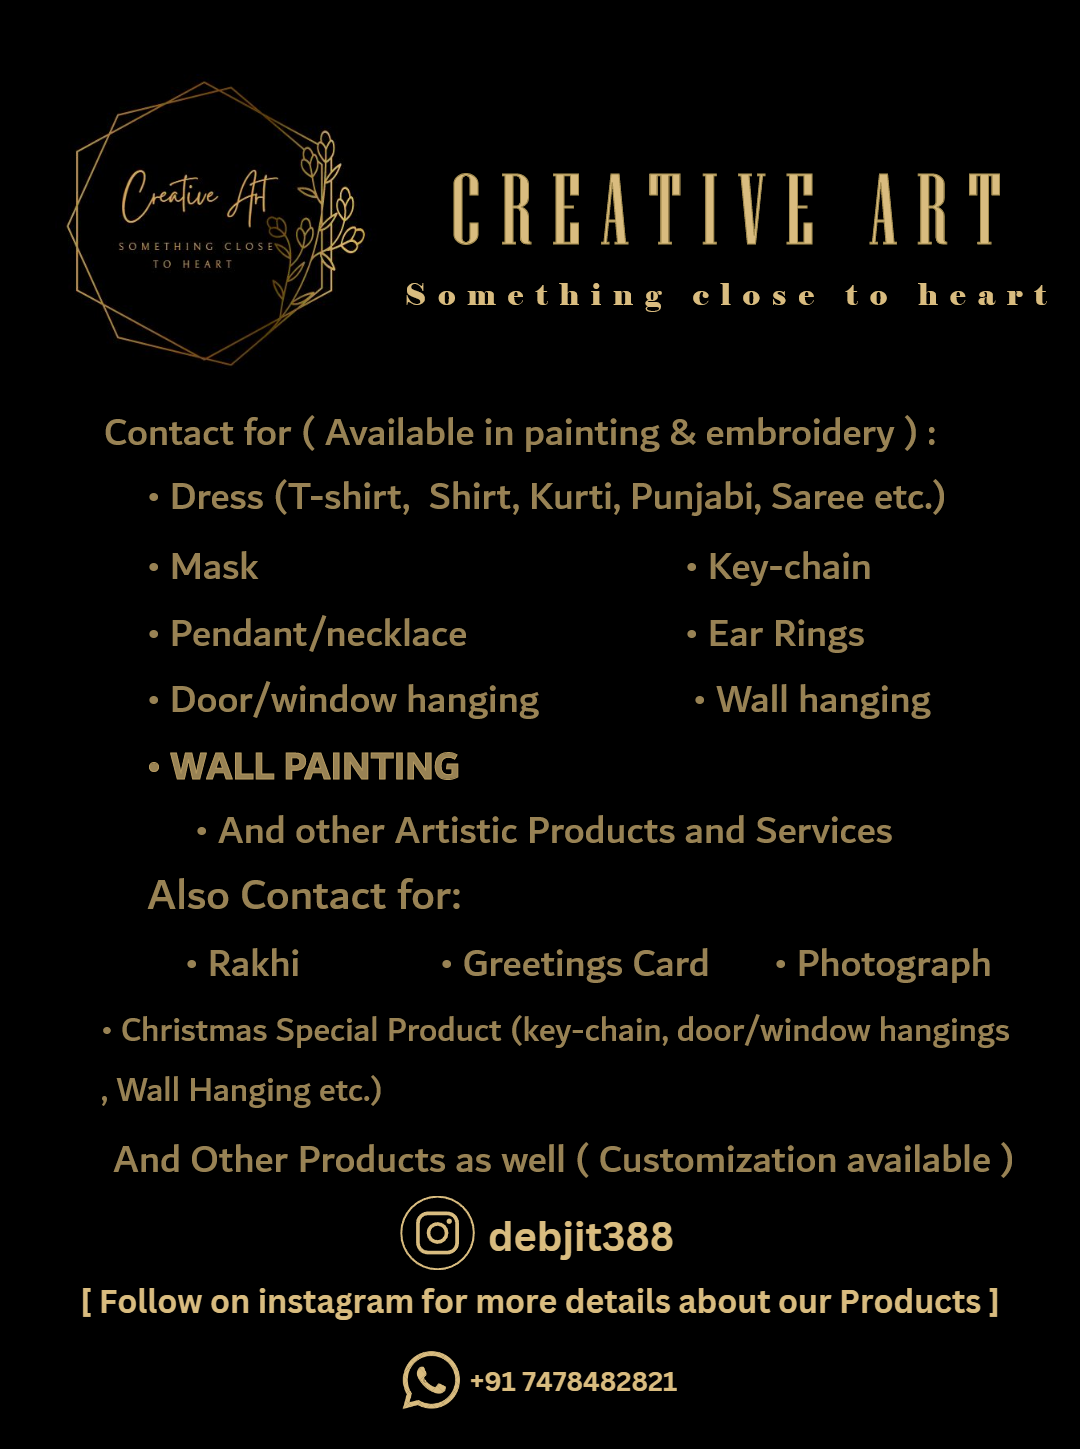 Creative Art
SOMETHING CLOSE
TO HEART
CREATIVE ART
Something close to heart
Contact for ( Available in painting & embroidery ) :
• Dress (T-shirt,  Shirt, Kurti, Punjabi, Saree etc.)
• Mask • Key-chain
• Pendant/necklace • Ear Rings
• Door/window hanging • Wall hanging
• WALL PAINTING
• And other Artistic Products and Services
Also Contact for:
• Rakhi • Greetings Card • Photograph
• Christmas Special Product (key-chain, door/window hangings
, Wall Hanging etc.)
And Other Products as well ( Customization available )
debjit388
[ Follow on instagram for more details about our Products ]
+91 7478482821